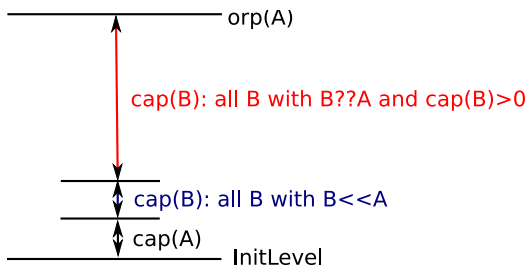 orp(A)
cap(B): all B with B??A and cap(B)>0
cap(B): all B with B<<A
cap(A)
InitLevel